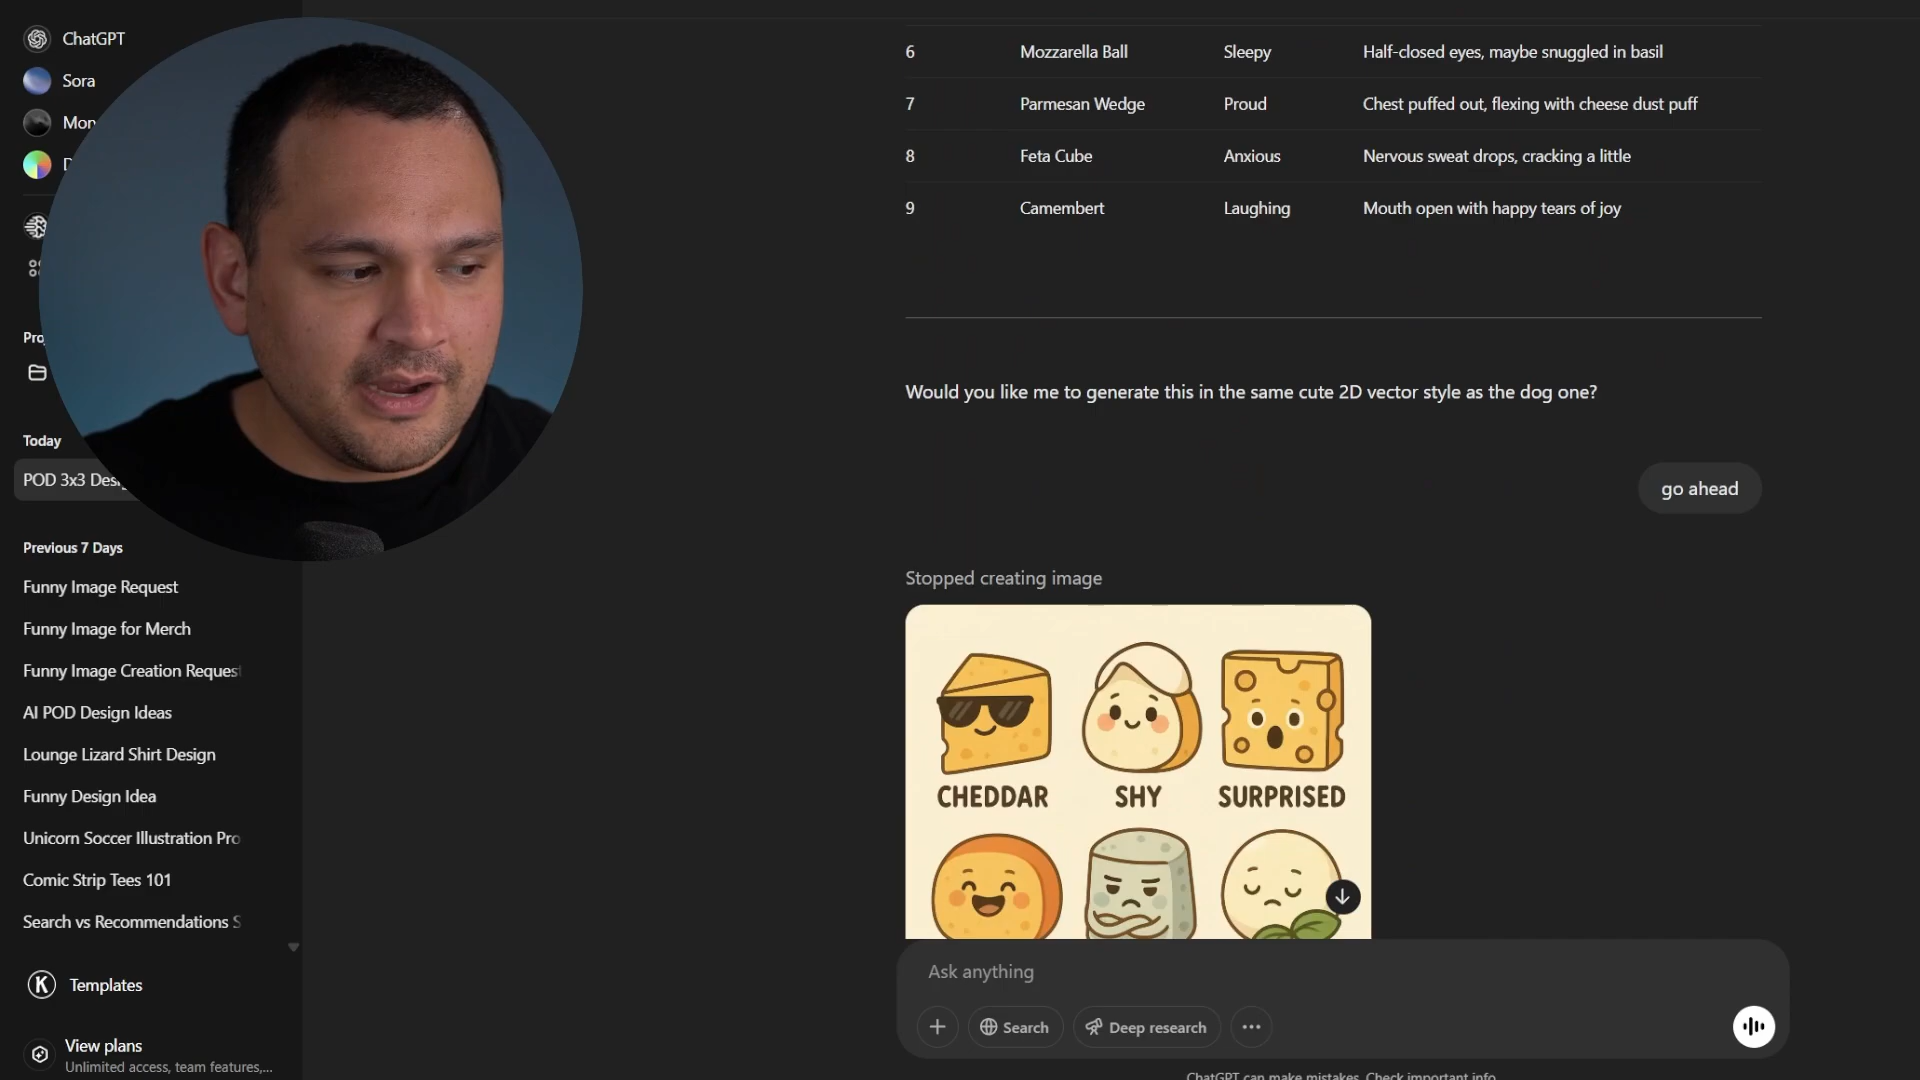 ChatGPT
Sora
Mon
Today
POD 3x3 Desig
Previous 7 Days
Funny Image Request
Funny Image for Merch
Funny Image Creation Request
AI POD Design Ideas
Lounge Lizard Shirt Design
Funny Design Idea
Unicorn Soccer Illustration Pro
Comic Strip Tees 101
Search vs Recommendations S
K Templates
View plans
Unlimited access, team features,...
6 Mozzarella Ball Sleepy Half-closed eyes, maybe snuggled in basil
7 Parmesan Wedge Proud Chest puffed out, flexing with cheese dust puff
8 Feta Cube Anxious Nervous sweat drops, cracking a little
9 Camembert Laughing Mouth open with happy tears of joy
Would you like me to generate this in the same cute 2D vector style as the dog one?
go ahead
Stopped creating image
CHEDDAR SHY SURPRISED
Ask anything
Search Deep research
ChatGPT can make mistakes. Check important info.